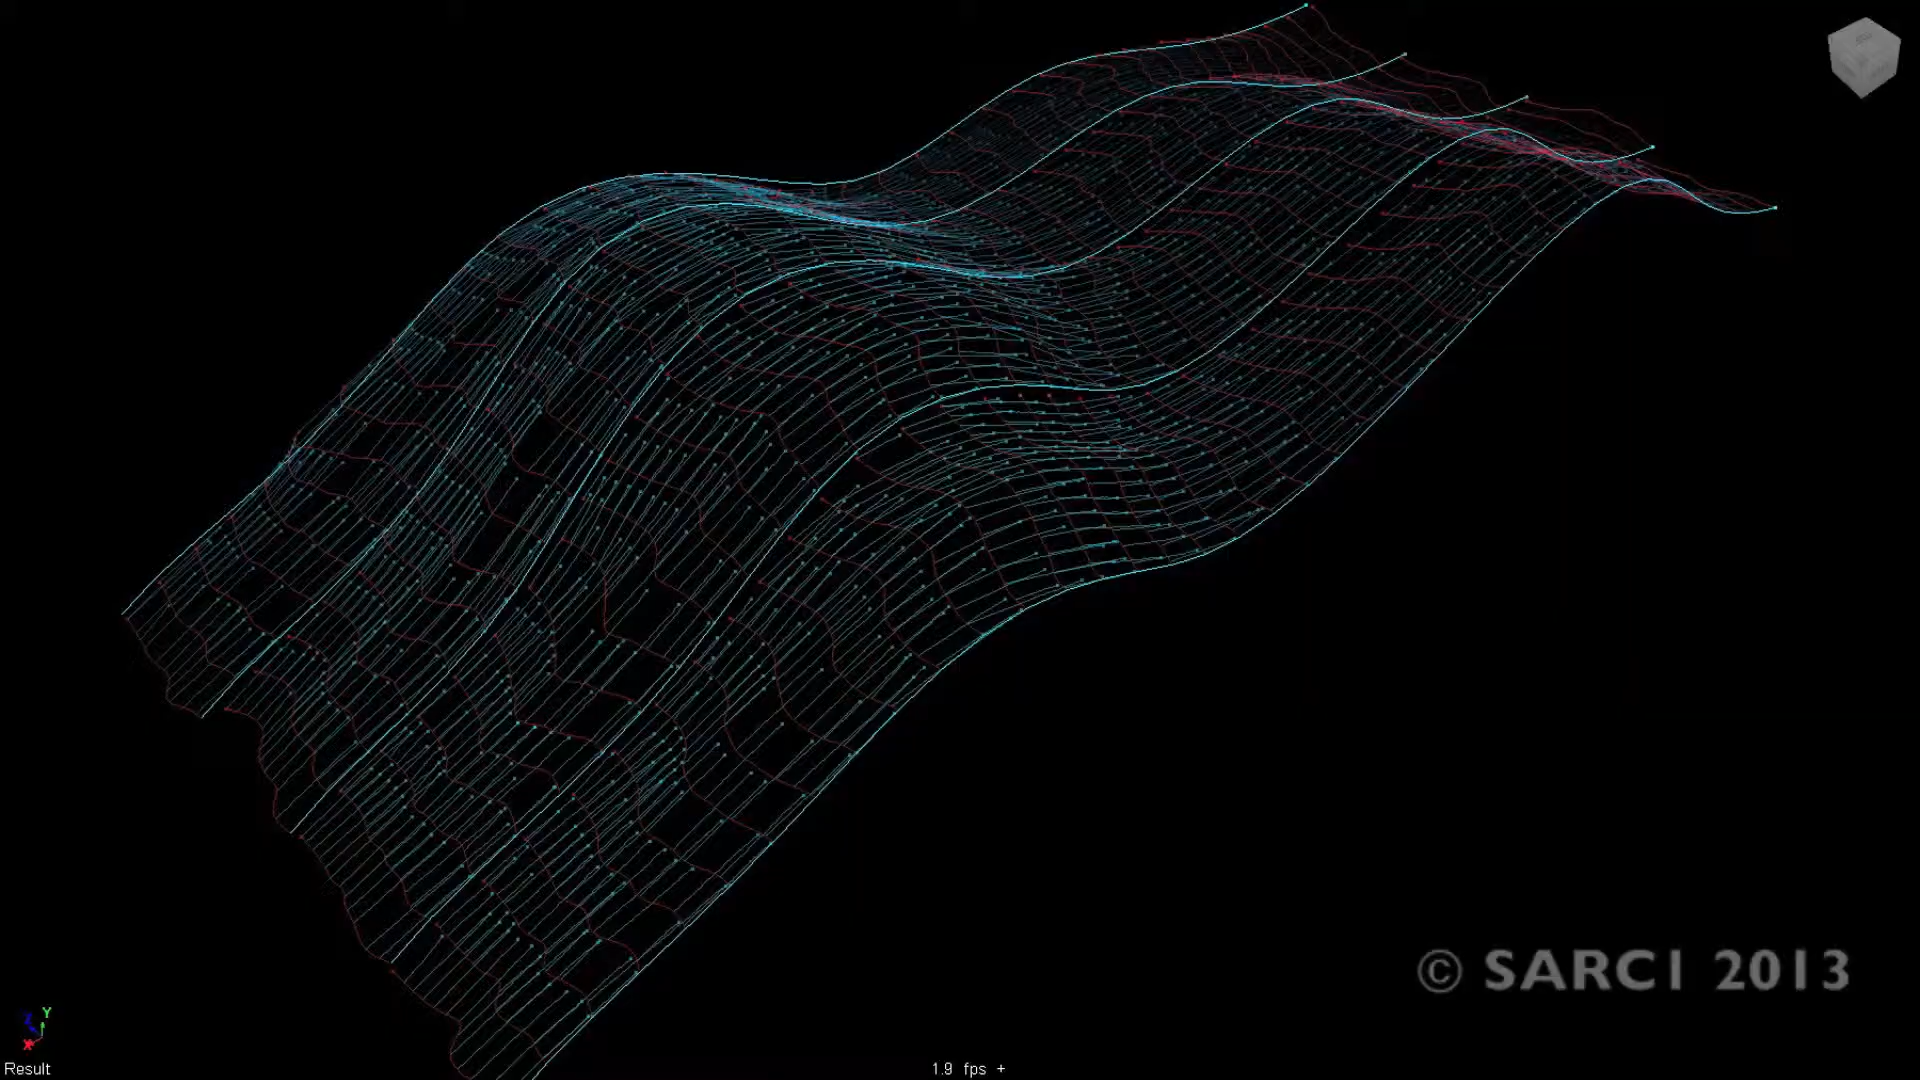 © SARCI 2013
Z
Y
X
Result
1.9 fps +